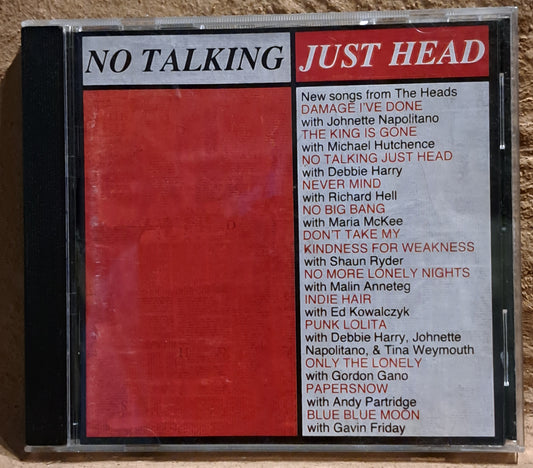 NO TALKING JUST HEAD
New songs from The Heads
DAMAGE I'VE DONE
with Johnette Napolitano
THE KING IS GONE
with Michael Hutchence
NO TALKING JUST HEAD
with Debbie Harry
NEVER MIND
with Richard Hell
NO BIG BANG
with Maria McKee
DON'T TAKE MY
KINDNESS FOR WEAKNESS
with Shaun Ryder
NO MORE LONELY NIGHTS
with Malin Anneteg
INDIE HAIR
with Ed Kowalczyk
PUNK LOLITA
with Debbie Harry, Johnette
Napolitano, & Tina Weymouth
ONLY THE LONELY
with Gordon Gano
PAPERSNOW
with Andy Partridge
BLUE BLUE MOON
with Gavin Friday